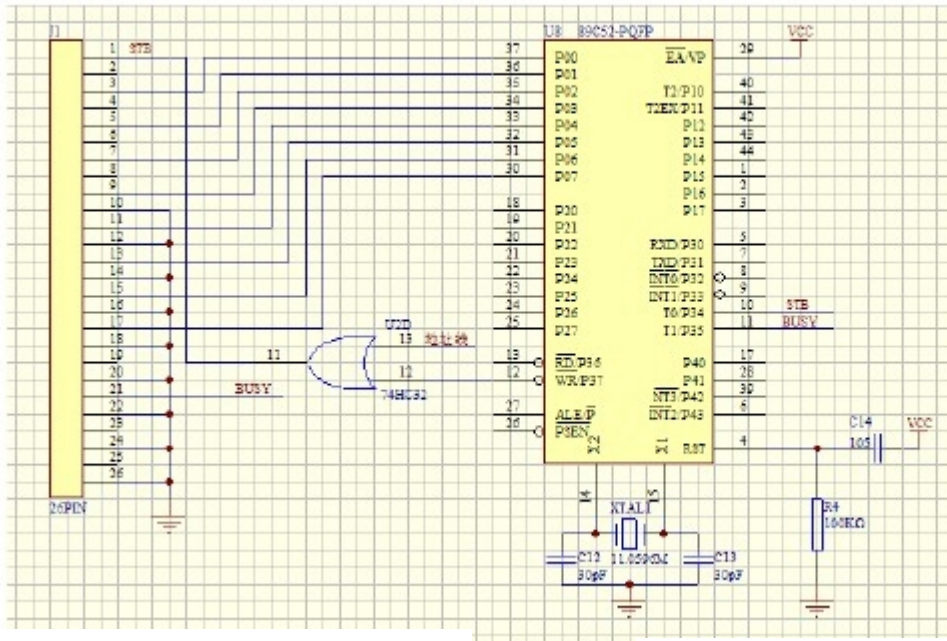 J1
1 STB
2
3
4
5
6
7
8
9
10
11
12
13
14
15
16
17
18
19
20
21 BUSY
22
23
24
25
26
26PIN
U8 89C52-PQFP
37 P00
36 P01
35 P02
34 P03
33 P04
32 P05
31 P06
30 P07
18 P20
19 P21
20 P22
21 P23
22 P24
23 P25
24 P26
25 P27
13 RD/P36
12 WR/P37
27 ALE/P
26 PSEN
EA/VP 29 VCC
T2/P10 40
T2EX/P11 41
P12 42
P13 43
P14 44
P15 1
P16 2
P17 3
RXD/P30 5
TXD/P31 7
INT0/P32 8
INT1/P33 9
T0/P34 10 STB
T1/P35 11 BUSY
P40 17
P41 28
P42 39
INT2/P43 6
RST 4
X2 14
X1 15
U2D
11
13 地址线
12
74HC32
C14
105
VCC
R4
100KΩ
XTAL1
11.0596M
C12
30pF
C13
30pF